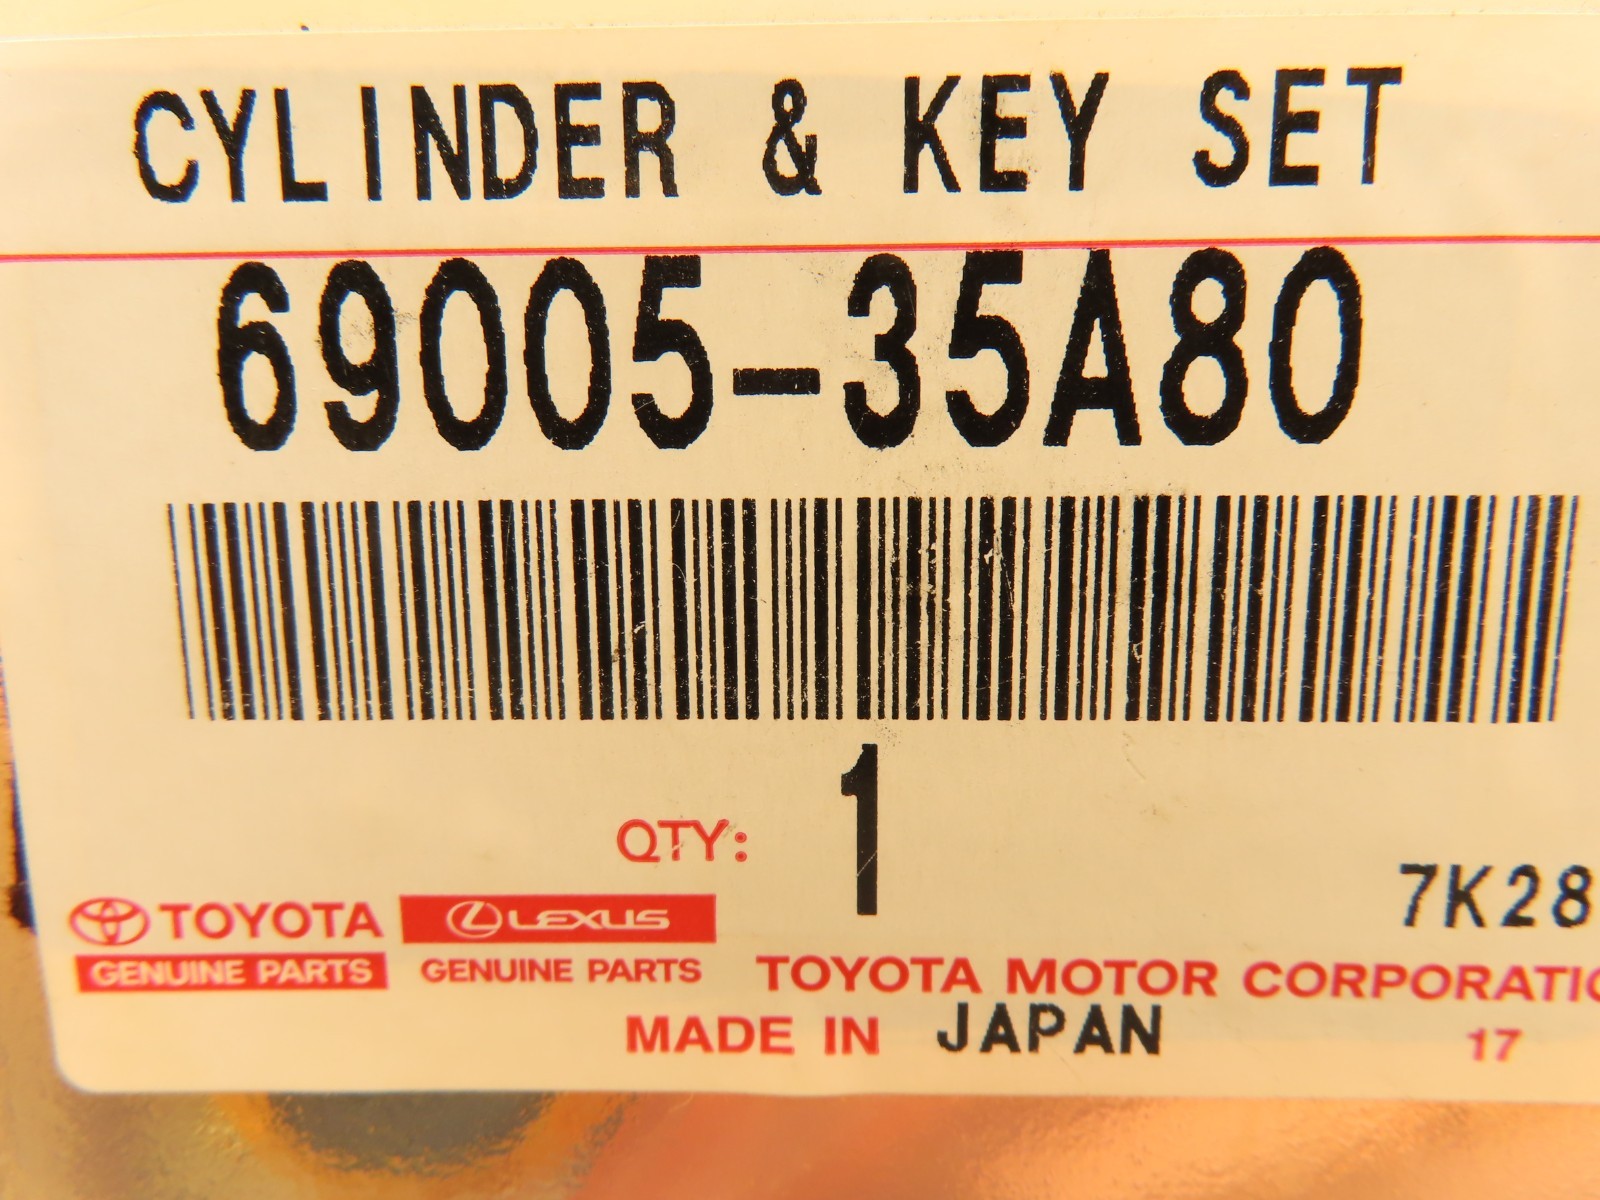 CYLINDER & KEY SET
69005-35A80
QTY: 1
7K28
TOYOTA LEXUS
GENUINE PARTS GENUINE PARTS TOYOTA MOTOR CORPORATIO
MADE IN JAPAN 17